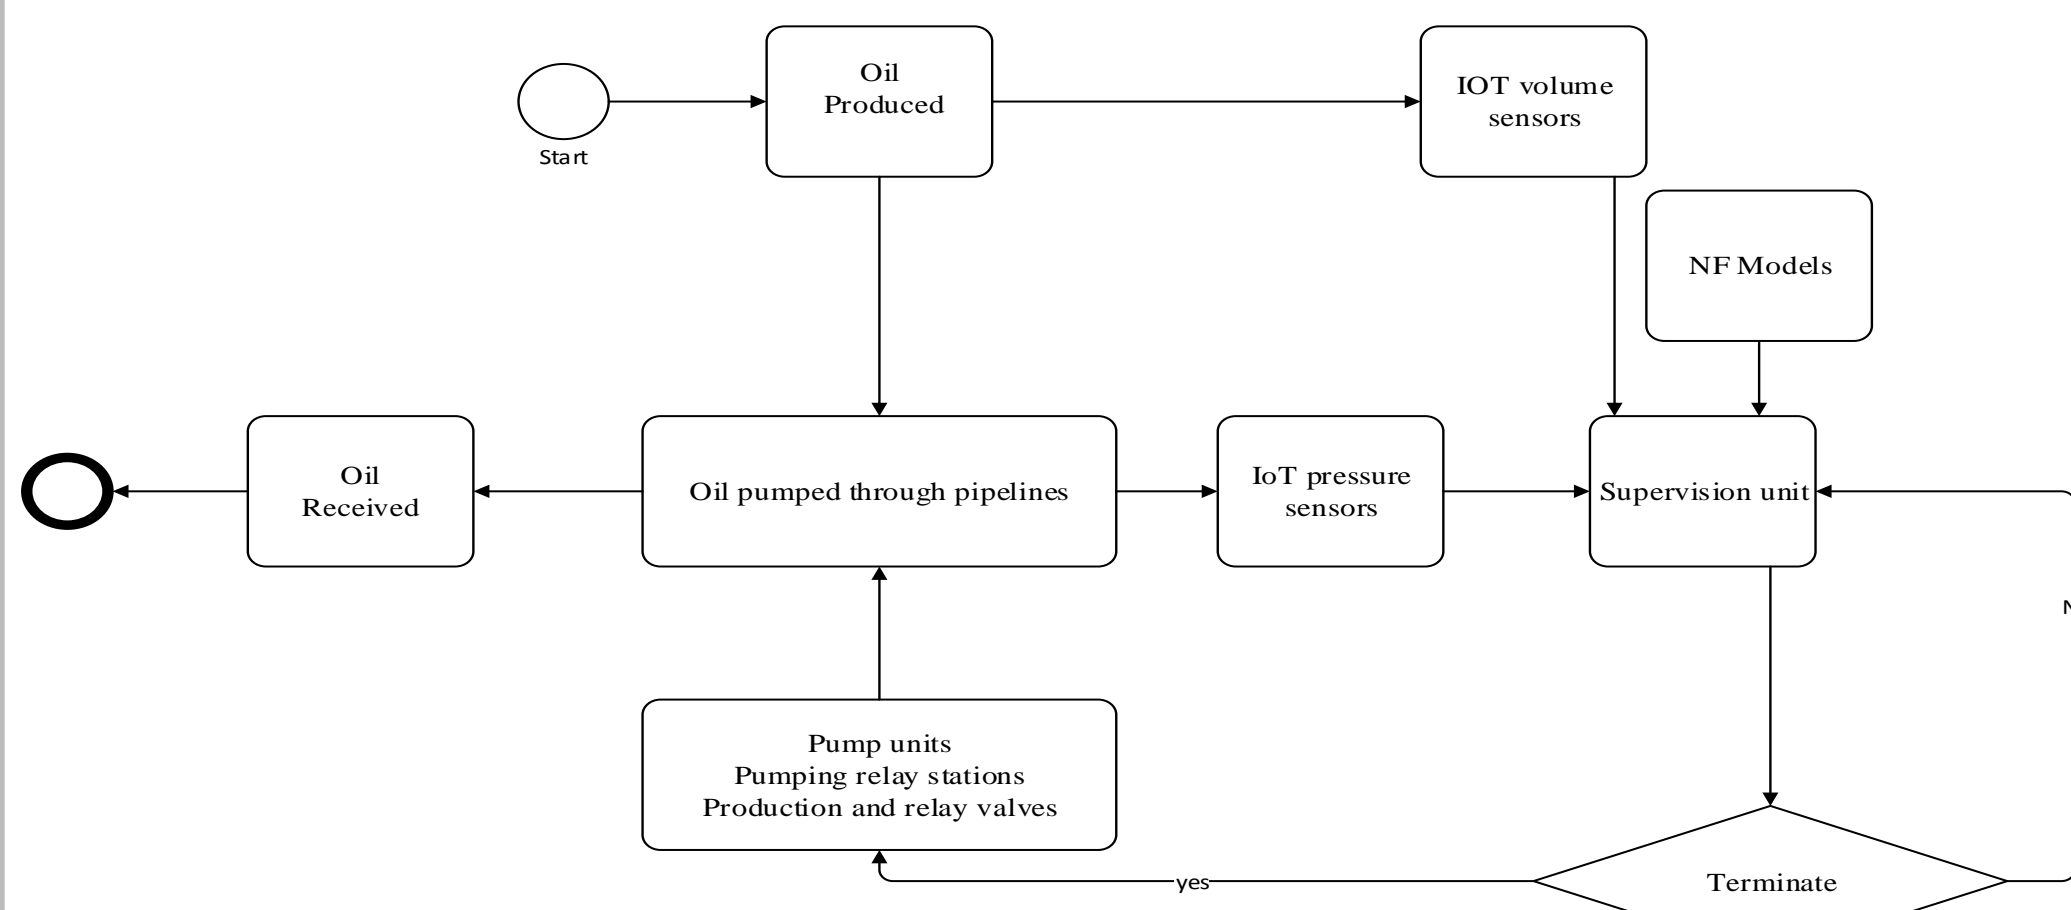 Oil
Produced
IOT volume
sensors
Start
NF Models
Oil
Received
Oil pumped through pipelines
IoT pressure
sensors
Supervision unit
Pump units
Pumping relay stations
Production and relay valves
yes
Terminate